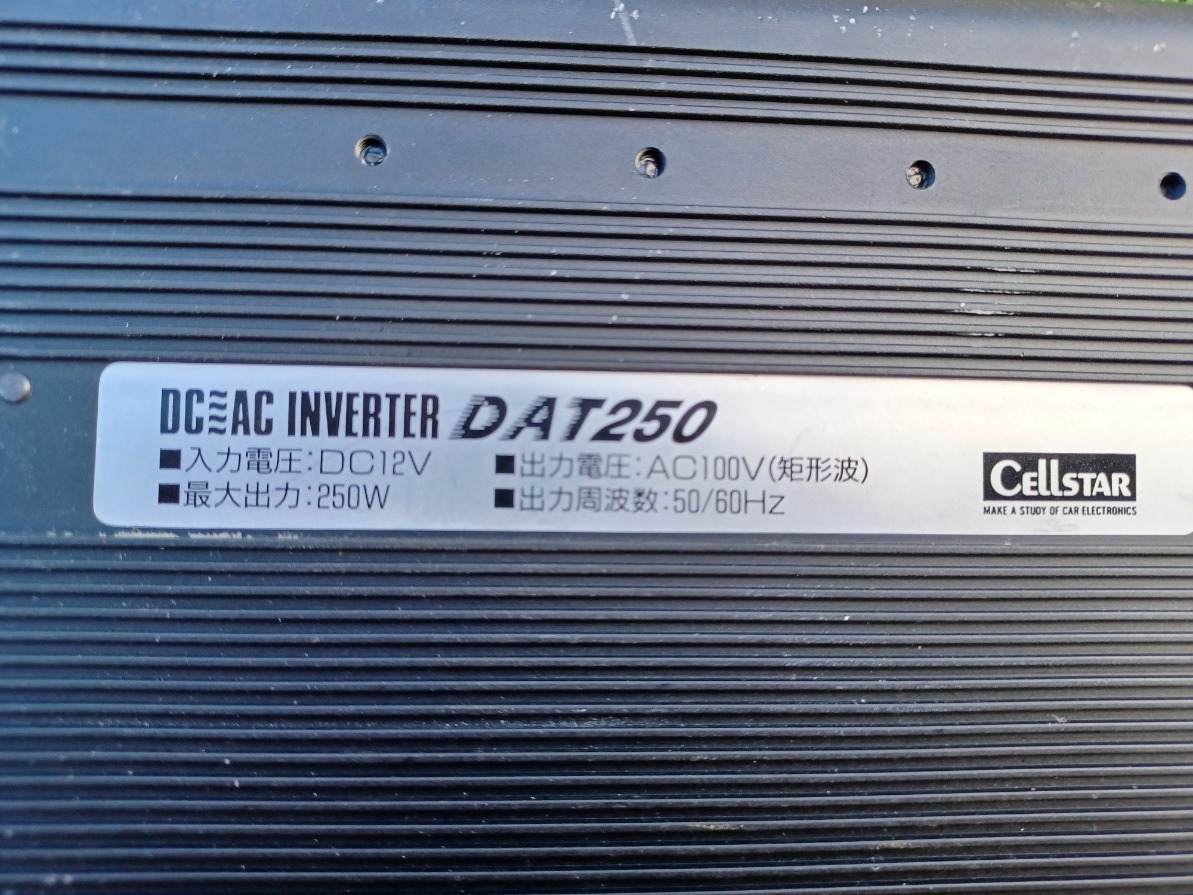 DC AC INVERTER DAT250
■入力電圧:DC12V ■出力電圧:AC100V(矩形波)
■最大出力:250W ■出力周波数:50/60Hz
CELLSTAR
MAKE A STUDY OF CAR ELECTRONICS